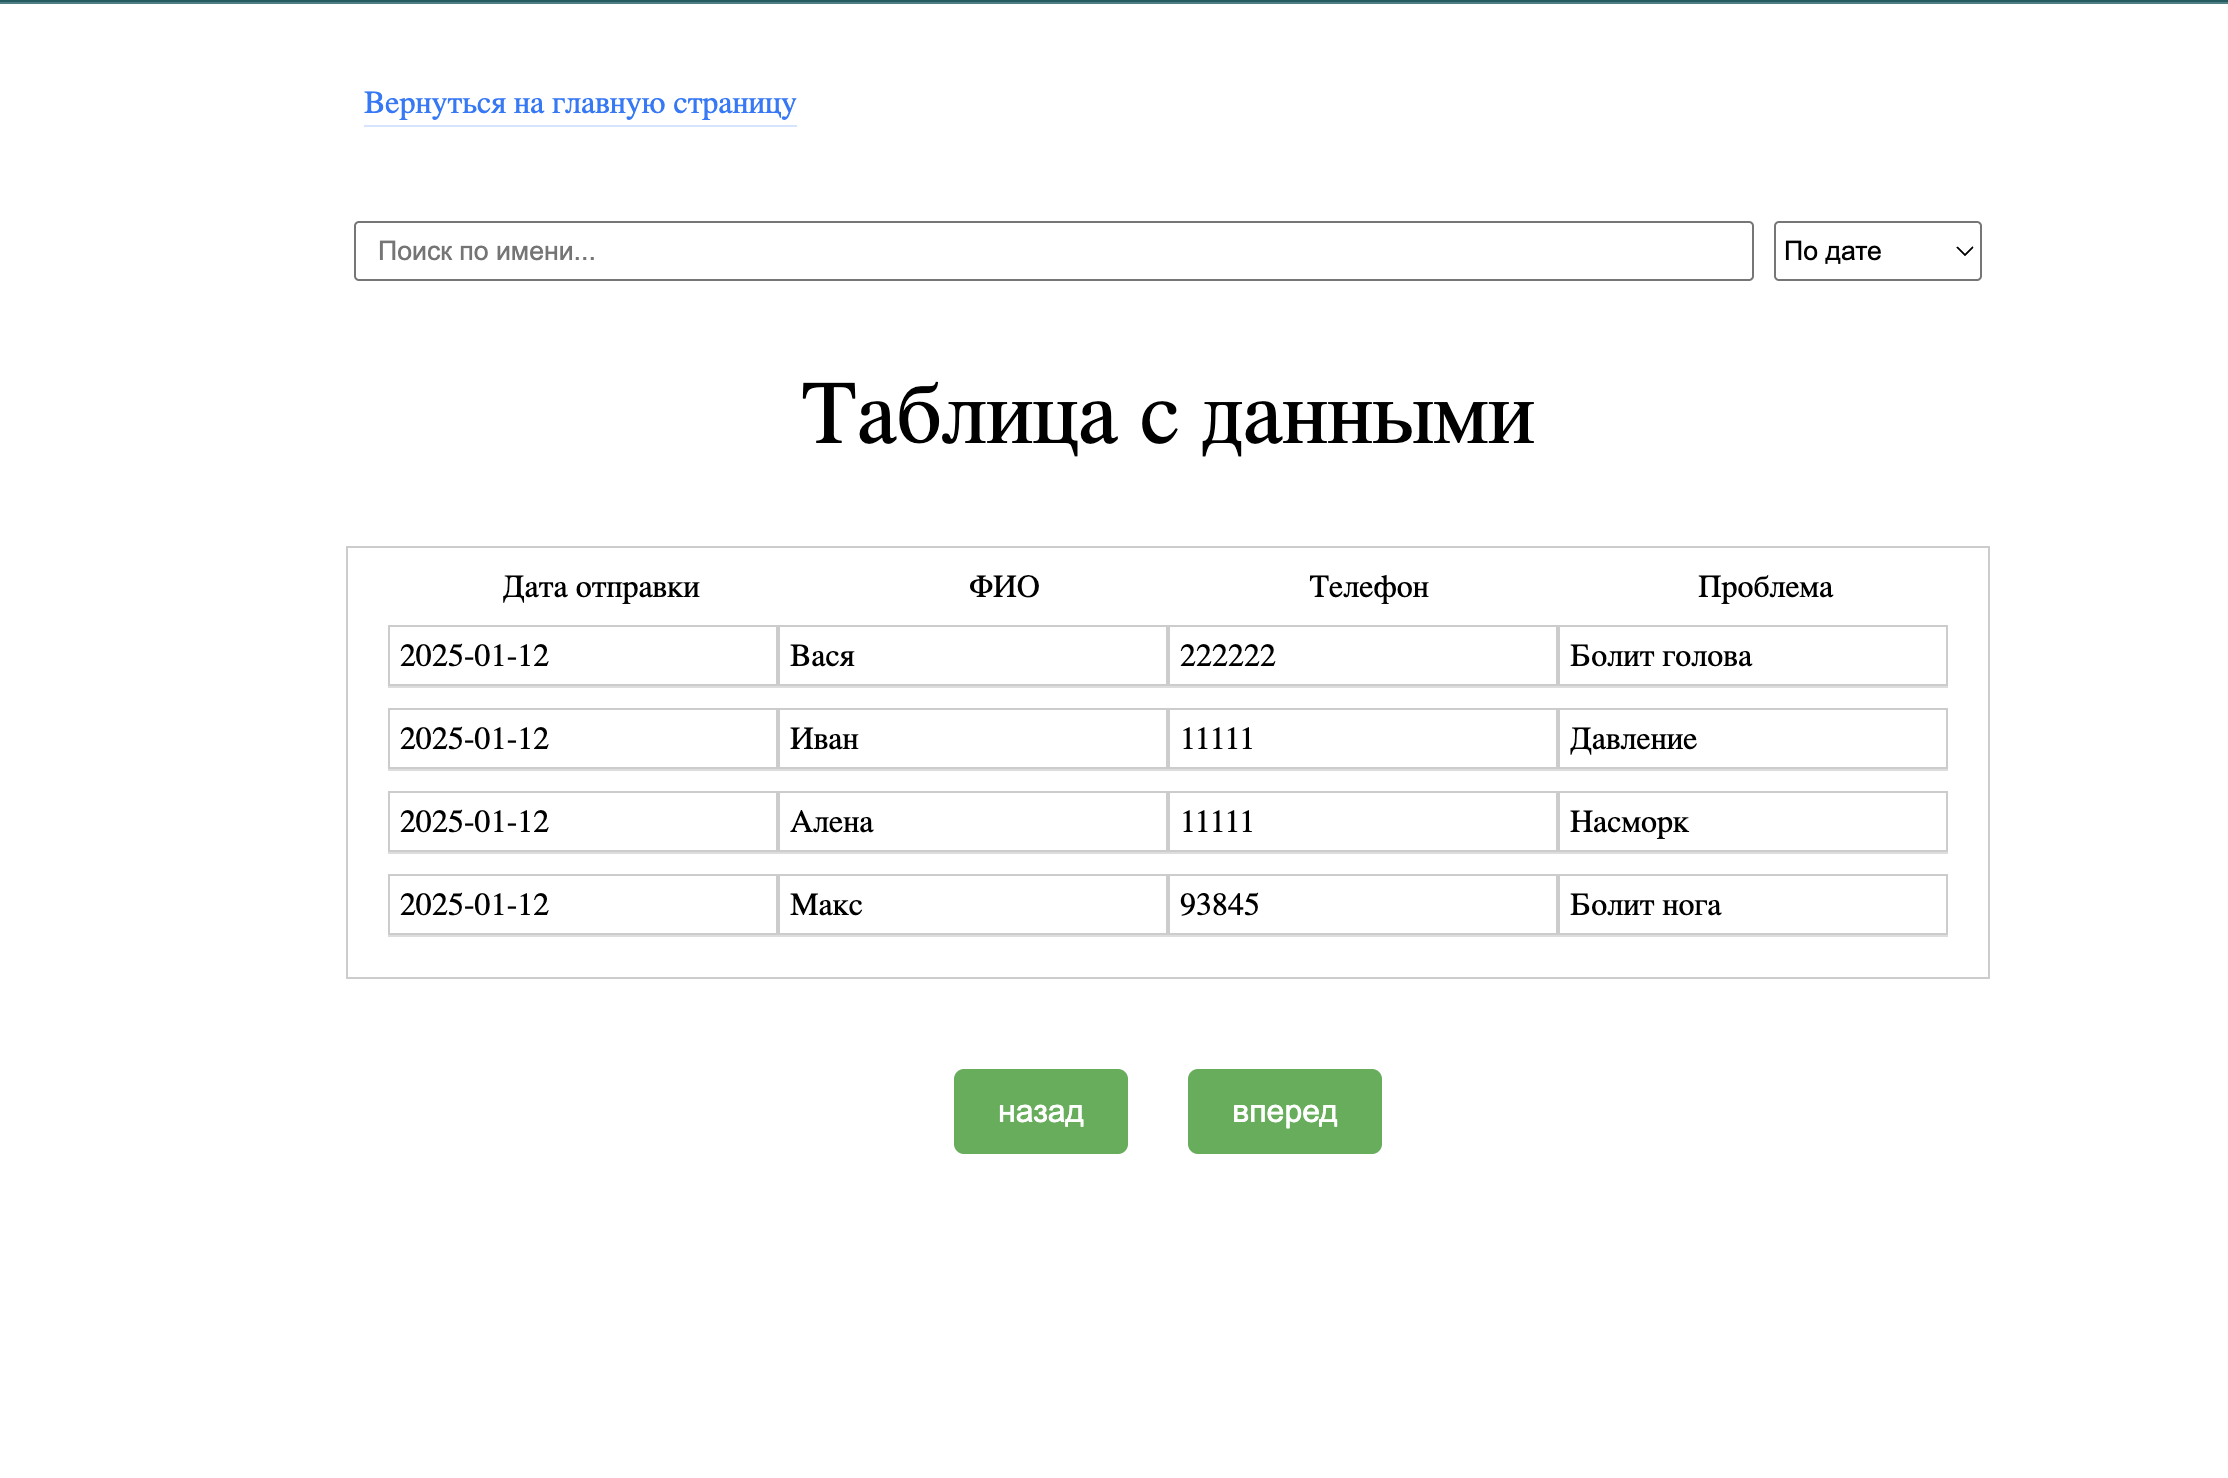 Вернуться на главную страницу
Поиск по имени...
По дате
Таблица с данными
Дата отправки ФИО Телефон Проблема
2025-01-12 Вася 222222 Болит голова
2025-01-12 Иван 11111 Давление
2025-01-12 Алена 11111 Насморк
2025-01-12 Макс 93845 Болит нога
назад вперед